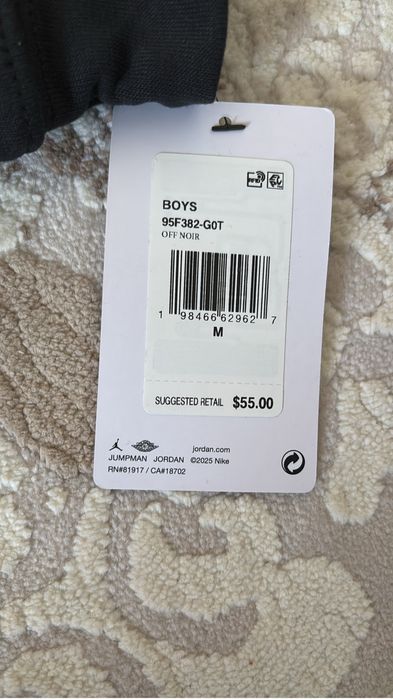 BOYS
95F382-G0T
OFF NOIR
1 98466 62962 7
M
SUGGESTED RETAIL $55.00
jordan.com
JUMPMAN JORDAN ©2025 Nike
RN#81917 / CA#18702